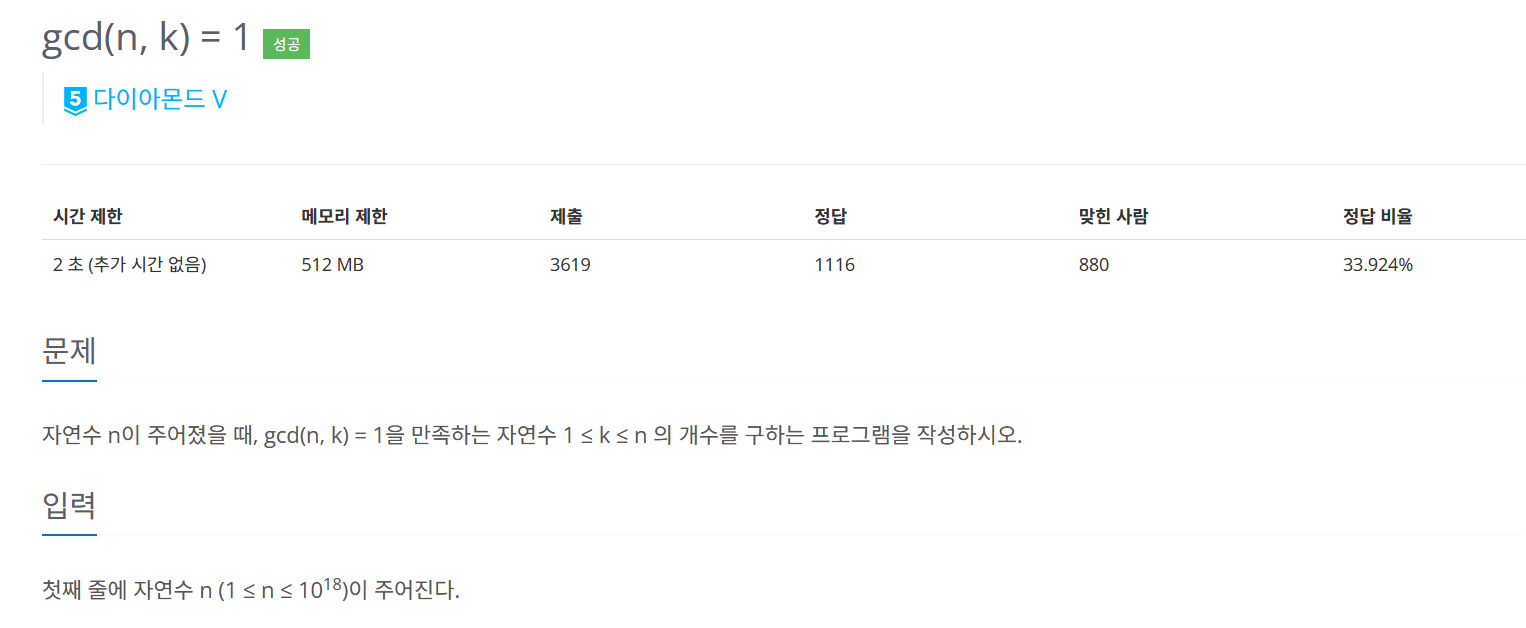 gcd(n, k) = 1 성공
5 다이아몬드 V
시간 제한 메모리 제한 제출 정답 맞힌 사람 정답 비율
2 초 (추가 시간 없음) 512 MB 3619 1116 880 33.924%
문제
자연수 n이 주어졌을 때, gcd(n, k) = 1을 만족하는 자연수 1 ≤ k ≤ n 의 개수를 구하는 프로그램을 작성하시오.
입력
첫째 줄에 자연수 n (1 ≤ n ≤ 10¹⁸)이 주어진다.